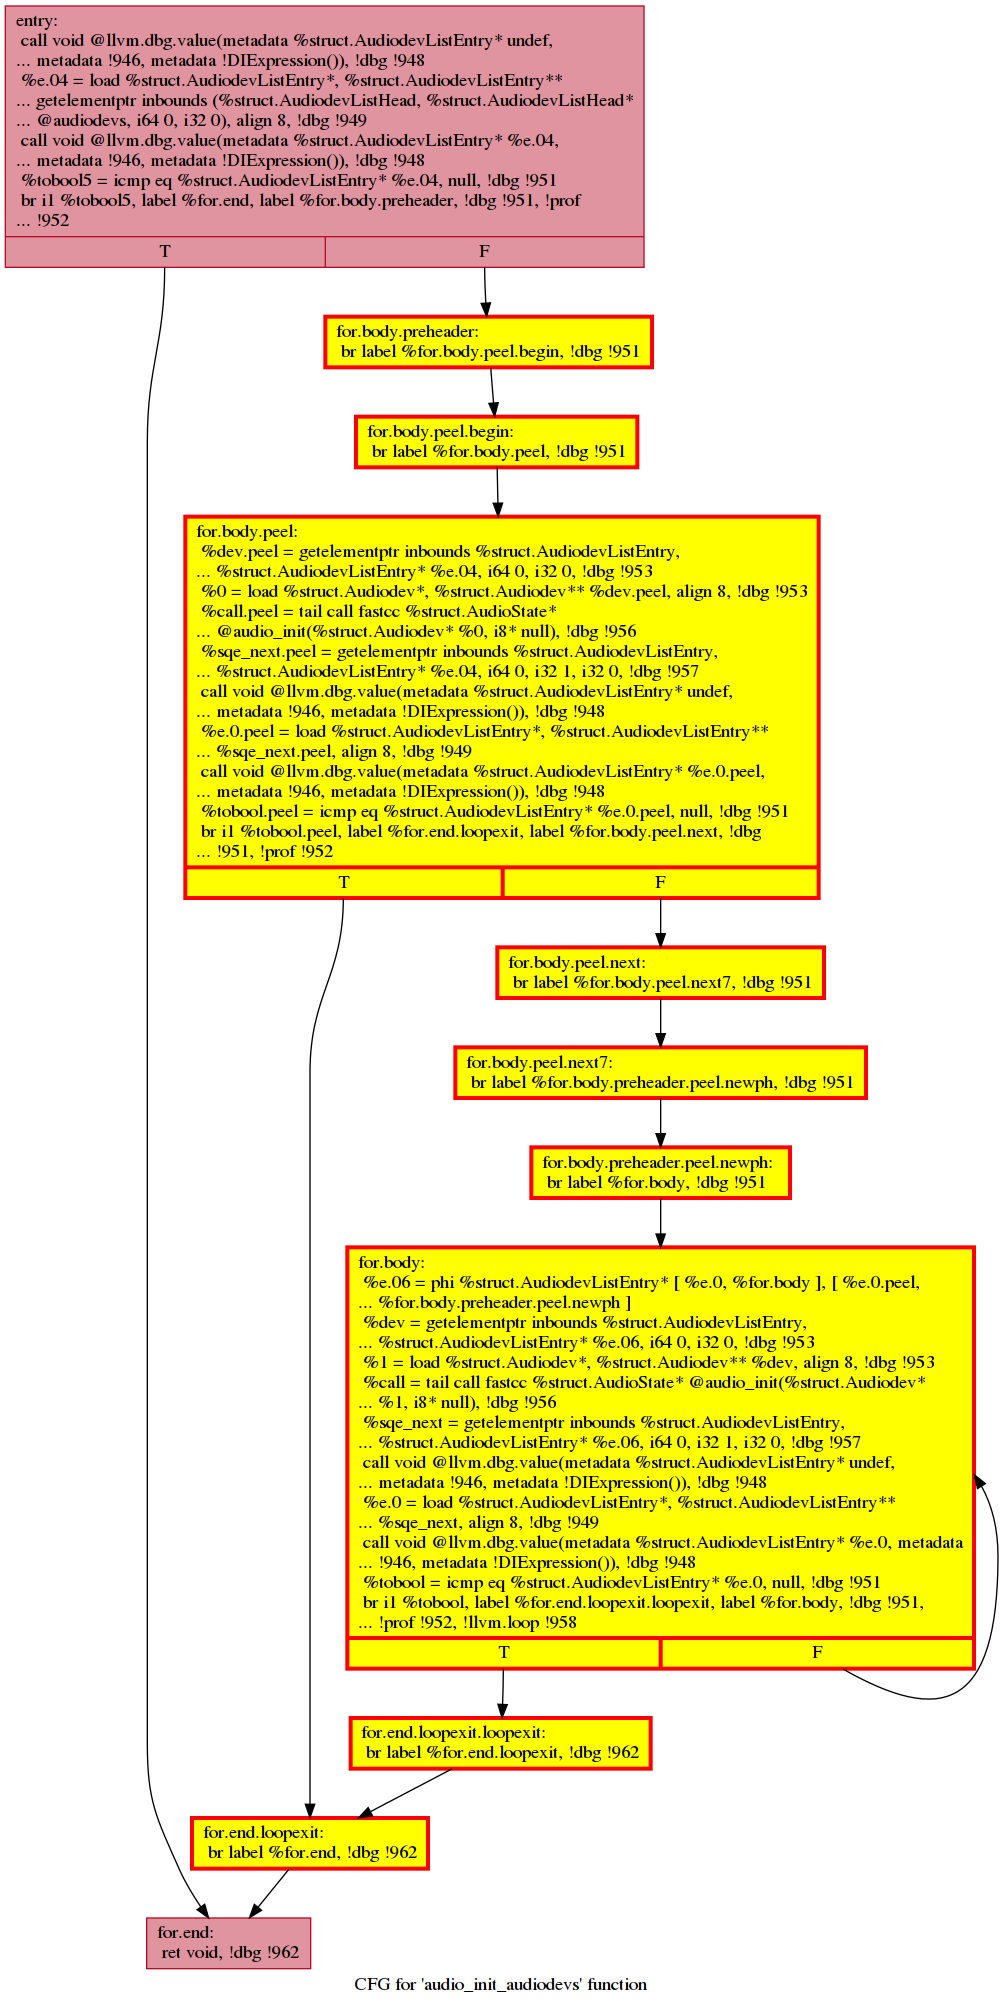 entry:
call void @llvm.dbg.value(metadata %struct.AudiodevListEntry* undef,
... metadata !946, metadata !DIExpression()), !dbg !948
%e.04 = load %struct.AudiodevListEntry*, %struct.AudiodevListEntry**
... getelementptr inbounds (%struct.AudiodevListHead, %struct.AudiodevListHead*
... @audiodevs, i64 0, i32 0), align 8, !dbg !949
call void @llvm.dbg.value(metadata %struct.AudiodevListEntry* %e.04,
... metadata !946, metadata !DIExpression()), !dbg !948
%tobool5 = icmp eq %struct.AudiodevListEntry* %e.04, null, !dbg !951
br i1 %tobool5, label %for.end, label %for.body.preheader, !dbg !951, !prof
... !952
T F
for.body.preheader:
br label %for.body.peel.begin, !dbg !951
for.body.peel.begin:
br label %for.body.peel, !dbg !951
for.body.peel:
%dev.peel = getelementptr inbounds %struct.AudiodevListEntry,
... %struct.AudiodevListEntry* %e.04, i64 0, i32 0, !dbg !953
%0 = load %struct.Audiodev*, %struct.Audiodev** %dev.peel, align 8, !dbg !953
%call.peel = tail call fastcc %struct.AudioState*
... @audio_init(%struct.Audiodev* %0, i8* null), !dbg !956
%sqe_next.peel = getelementptr inbounds %struct.AudiodevListEntry,
... %struct.AudiodevListEntry* %e.04, i64 0, i32 1, i32 0, !dbg !957
call void @llvm.dbg.value(metadata %struct.AudiodevListEntry* undef,
... metadata !946, metadata !DIExpression()), !dbg !948
%e.0.peel = load %struct.AudiodevListEntry*, %struct.AudiodevListEntry**
... %sqe_next.peel, align 8, !dbg !949
call void @llvm.dbg.value(metadata %struct.AudiodevListEntry* %e.0.peel,
... metadata !946, metadata !DIExpression()), !dbg !948
%tobool.peel = icmp eq %struct.AudiodevListEntry* %e.0.peel, null, !dbg !951
br i1 %tobool.peel, label %for.end.loopexit, label %for.body.peel.next, !dbg
... !951, !prof !952
T F
for.body.peel.next:
br label %for.body.peel.next7, !dbg !951
for.body.peel.next7:
br label %for.body.preheader.peel.newph, !dbg !951
for.body.preheader.peel.newph:
br label %for.body, !dbg !951
for.body:
%e.06 = phi %struct.AudiodevListEntry* [ %e.0, %for.body ], [ %e.0.peel,
... %for.body.preheader.peel.newph ]
%dev = getelementptr inbounds %struct.AudiodevListEntry,
... %struct.AudiodevListEntry* %e.06, i64 0, i32 0, !dbg !953
%1 = load %struct.Audiodev*, %struct.Audiodev** %dev, align 8, !dbg !953
%call = tail call fastcc %struct.AudioState* @audio_init(%struct.Audiodev*
... %1, i8* null), !dbg !956
%sqe_next = getelementptr inbounds %struct.AudiodevListEntry,
... %struct.AudiodevListEntry* %e.06, i64 0, i32 1, i32 0, !dbg !957
call void @llvm.dbg.value(metadata %struct.AudiodevListEntry* undef,
... metadata !946, metadata !DIExpression()), !dbg !948
%e.0 = load %struct.AudiodevListEntry*, %struct.AudiodevListEntry**
... %sqe_next, align 8, !dbg !949
call void @llvm.dbg.value(metadata %struct.AudiodevListEntry* %e.0, metadata
... !946, metadata !DIExpression()), !dbg !948
%tobool = icmp eq %struct.AudiodevListEntry* %e.0, null, !dbg !951
br i1 %tobool, label %for.end.loopexit.loopexit, label %for.body, !dbg !951,
... !prof !952, !llvm.loop !958
T F
for.end.loopexit.loopexit:
br label %for.end.loopexit, !dbg !962
for.end.loopexit:
br label %for.end, !dbg !962
for.end:
ret void, !dbg !962
CFG for 'audio_init_audiodevs' function